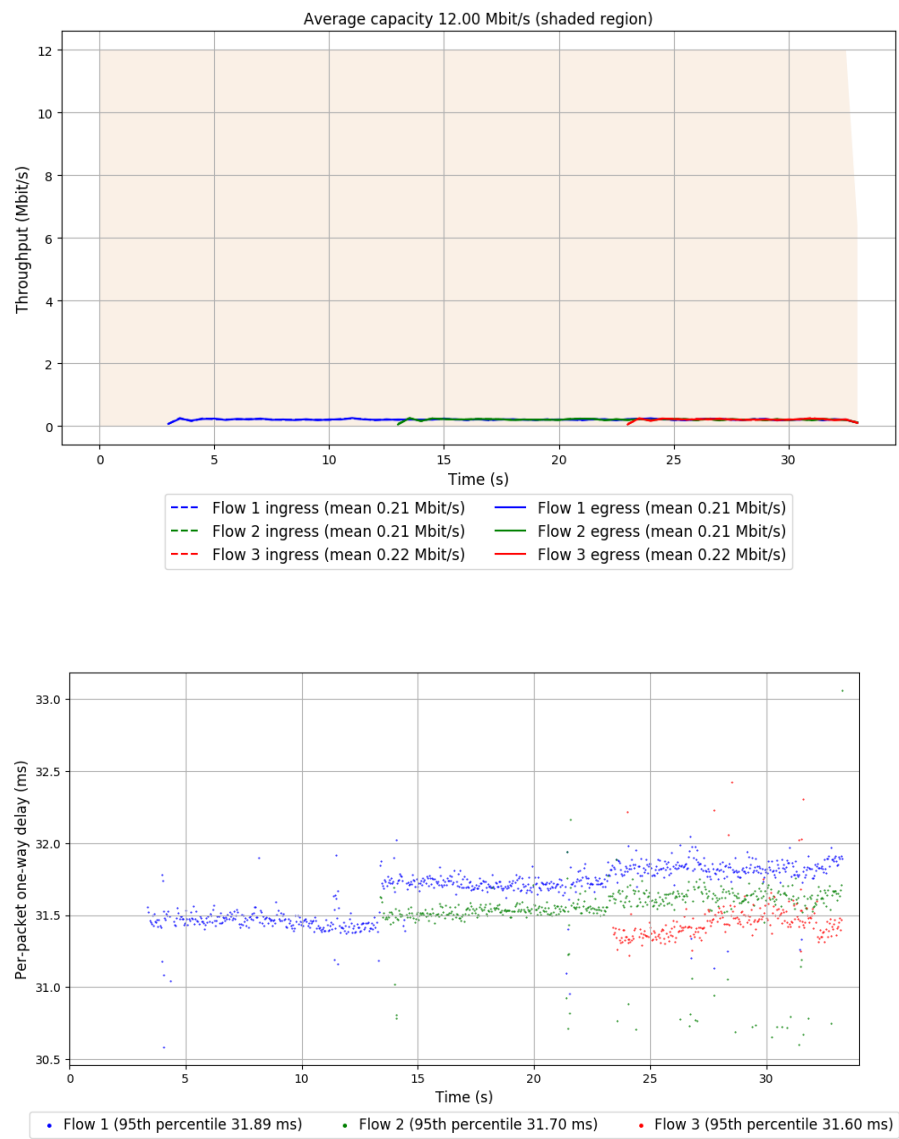 Average capacity 12.00 Mbit/s (shaded region)
12
10
8
6
4
2
0
Throughput (Mbit/s)
0 5 10 15 20 25 30
Time (s)
Flow 1 ingress (mean 0.21 Mbit/s) Flow 1 egress (mean 0.21 Mbit/s)
Flow 2 ingress (mean 0.21 Mbit/s) Flow 2 egress (mean 0.21 Mbit/s)
Flow 3 ingress (mean 0.22 Mbit/s) Flow 3 egress (mean 0.22 Mbit/s)
33.0
32.5
32.0
31.5
31.0
30.5
Per-packet one-way delay (ms)
0 5 10 15 20 25 30
Time (s)
Flow 1 (95th percentile 31.89 ms) Flow 2 (95th percentile 31.70 ms) Flow 3 (95th percentile 31.60 ms)